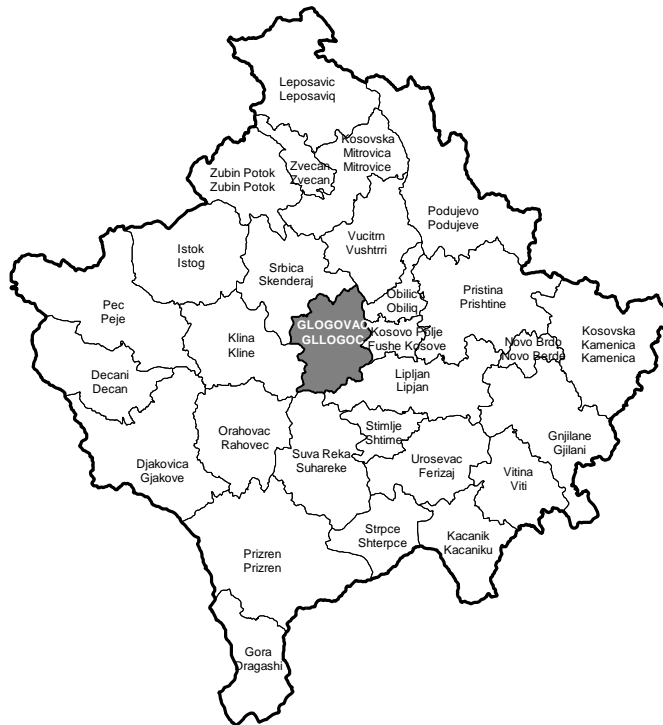 Leposavic
Leposaviq
Kosovska
Mitrovica
Mitrovice
Zvecan
Zvecan
Zubin Potok
Zubin Potok
Podujevo
Podujeve
Vucitrn
Vushtrri
Istok
Istog
Srbica
Skenderaj
Obilic
Obiliq
Pristina
Prishtine
Pec
Peje
GLOGOVAC
GLLOGOC
Kosovo Polje
Fushe Kosove
Novo Brdo
Novo Berde
Kosovska
Kamenica
Kamenica
Klina
Kline
Decani
Decan
Lipljan
Lipjan
Orahovac
Rahovec
Stimlje
Shtime
Gnjilane
Gjilani
Suva Reka
Suhareke
Urosevac
Ferizaj
Djakovica
Gjakove
Vitina
Viti
Strpce
Shterpce
Kacanik
Kacaniku
Prizren
Prizren
Gora
Dragashi